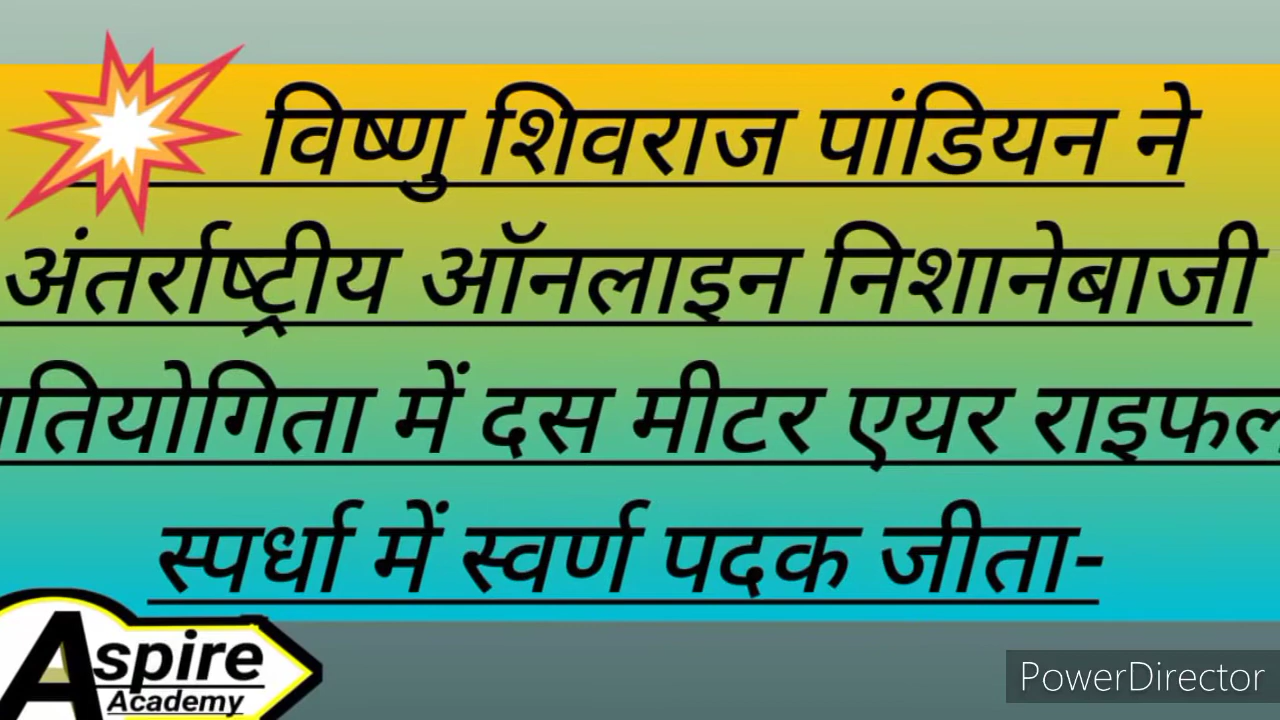 विष्णु शिवराज पांडियन ने
अंतर्राष्ट्रीय ऑनलाइन निशानेबाजी
में दस मीटर एयर राइफल
स्पर्धा में स्वर्ण पदक जीता-
Aspire
Academy
PowerDirector